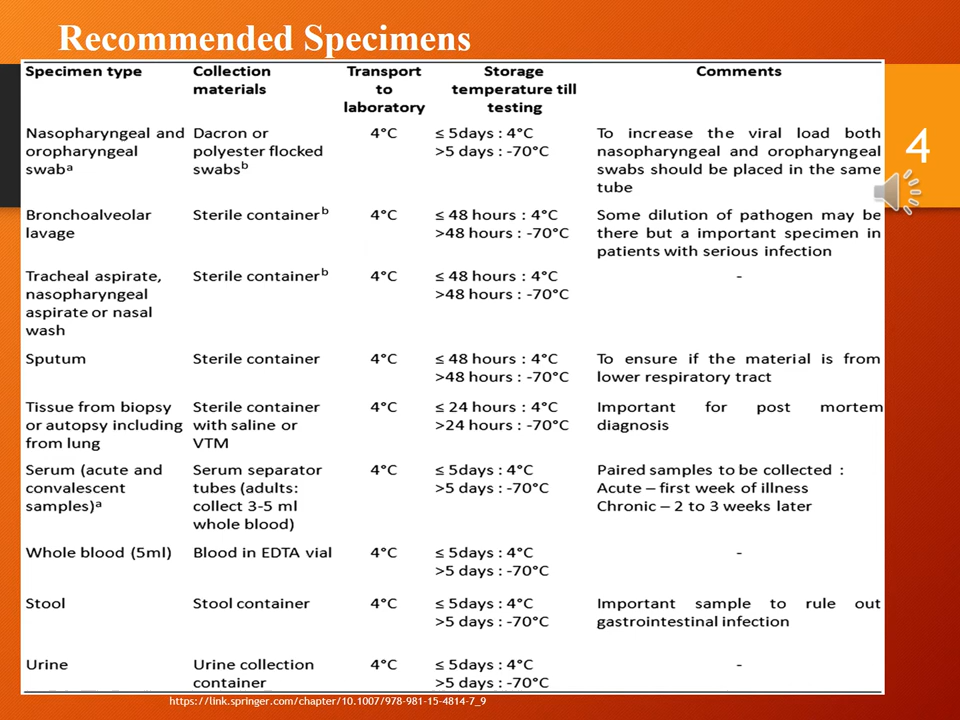 Recommended Specimens
4
Specimen type Collection materials Transport to laboratory Storage temperature till testing Comments
Nasopharyngeal and oropharyngeal swabᵃ Dacron or polyester flocked swabsᵇ 4°C ≤ 5days : 4°C >5 days : -70°C To increase the viral load both nasopharyngeal and oropharyngeal swabs should be placed in the same tube
Bronchoalveolar lavage Sterile containerᵇ 4°C ≤ 48 hours : 4°C >48 hours : -70°C Some dilution of pathogen may be there but a important specimen in patients with serious infection
Tracheal aspirate, nasopharyngeal aspirate or nasal wash Sterile containerᵇ 4°C ≤ 48 hours : 4°C >48 hours : -70°C -
Sputum Sterile container 4°C ≤ 48 hours : 4°C >48 hours : -70°C To ensure if the material is from lower respiratory tract
Tissue from biopsy or autopsy including from lung Sterile container with saline or VTM 4°C ≤ 24 hours : 4°C >24 hours : -70°C Important for post mortem diagnosis
Serum (acute and convalescent samples)ᵃ Serum separator tubes (adults: collect 3-5 ml whole blood) 4°C ≤ 5days : 4°C >5 days : -70°C Paired samples to be collected : Acute – first week of illness Chronic – 2 to 3 weeks later
Whole blood (5ml) Blood in EDTA vial 4°C ≤ 5days : 4°C >5 days : -70°C -
Stool Stool container 4°C ≤ 5days : 4°C >5 days : -70°C Important sample to rule out gastrointestinal infection
Urine Urine collection container 4°C ≤ 5days : 4°C >5 days : -70°C -
https://link.springer.com/chapter/10.1007/978-981-15-4814-7_9